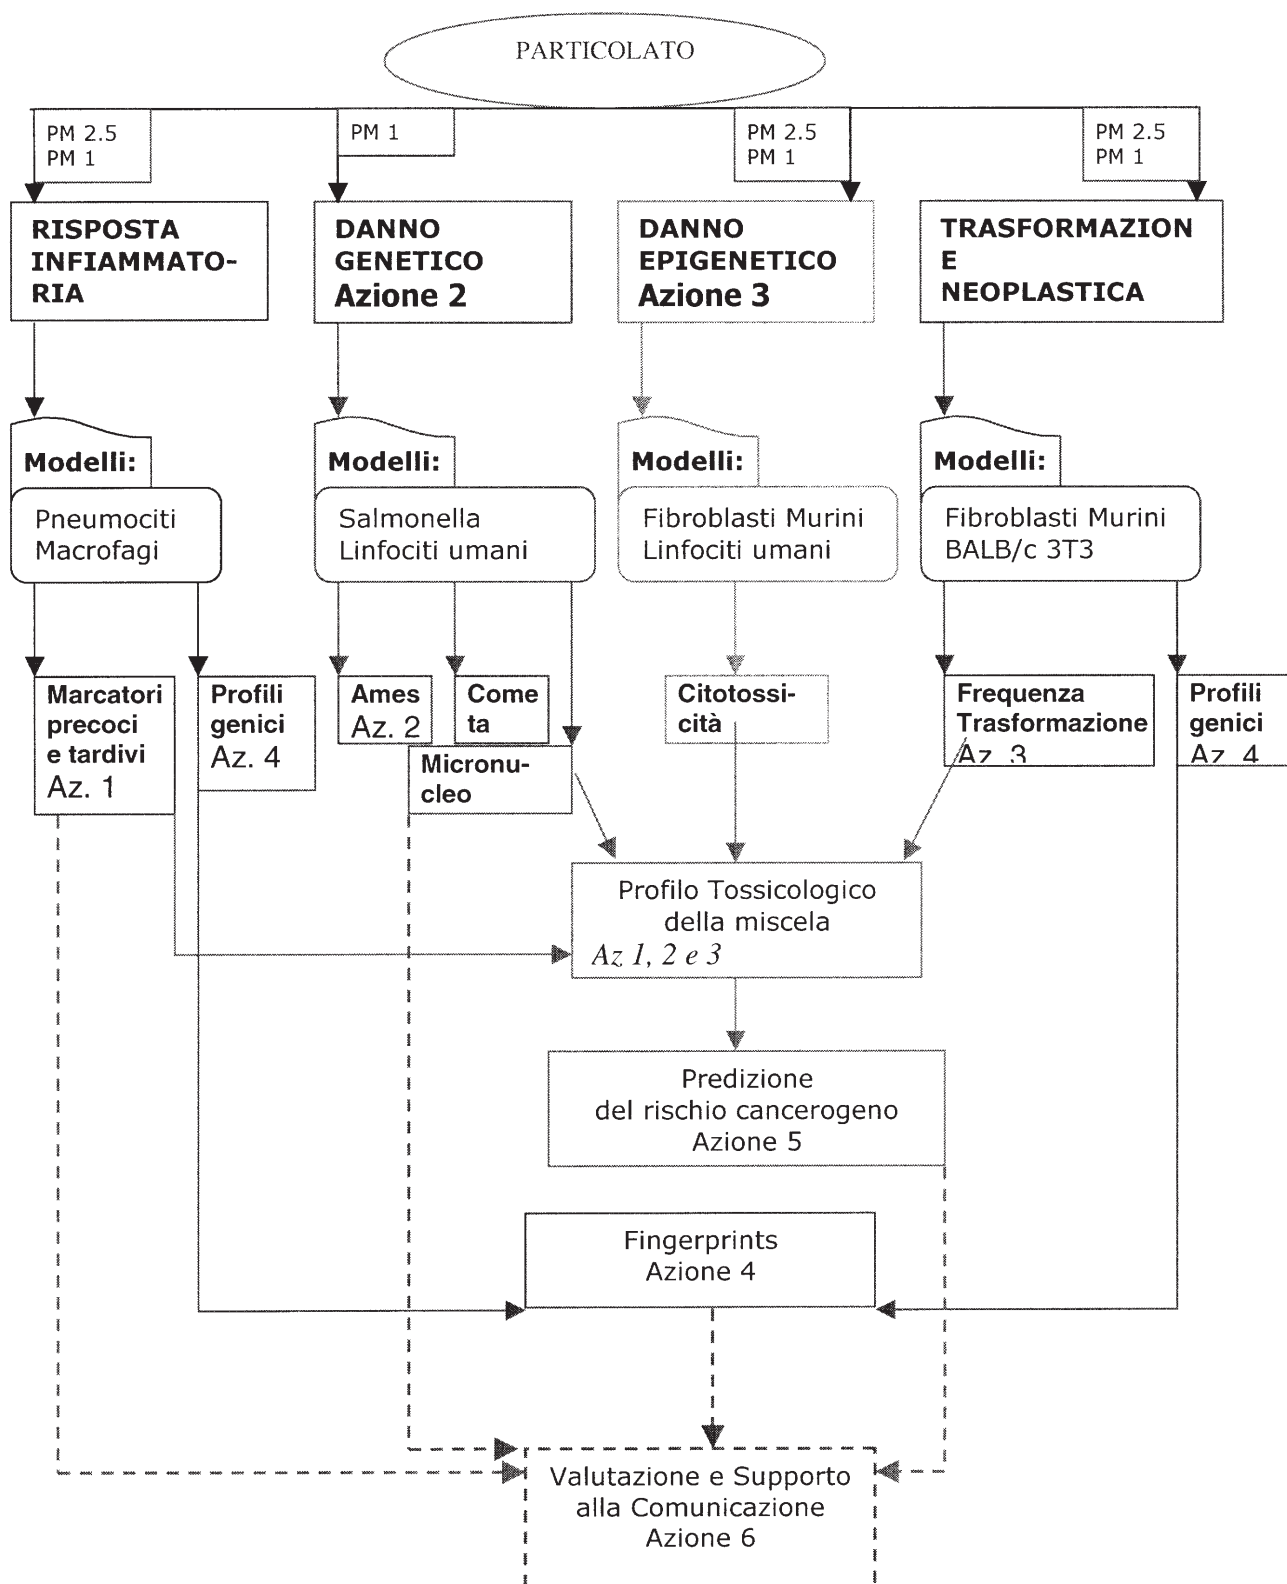 PARTICOLATO
PM 2.5
PM 1
PM 1
PM 2.5
PM 1
PM 2.5
PM 1
RISPOSTA
INFIAMMATO-
RIA
DANNO
GENETICO
Azione 2
DANNO
EPIGENETICO
Azione 3
TRASFORMAZION
E
NEOPLASTICA
Modelli:
Pneumociti
Macrofagi
Modelli:
Salmonella
Linfociti umani
Modelli:
Fibroblasti Murini
Linfociti umani
Modelli:
Fibroblasti Murini
BALB/c 3T3
Marcatori
precoci
e tardivi
Az. 1
Profili
genici
Az. 4
Ames
Az. 2
Come
ta
Micronu-
cleo
Citotossi-
cità
Frequenza
Trasformazione
Az. 3
Profili
genici
Az. 4
Profilo Tossicologico
della miscela
Az 1, 2 e 3
Predizione
del rischio cancerogeno
Azione 5
Fingerprints
Azione 4
Valutazione e Supporto
alla Comunicazione
Azione 6